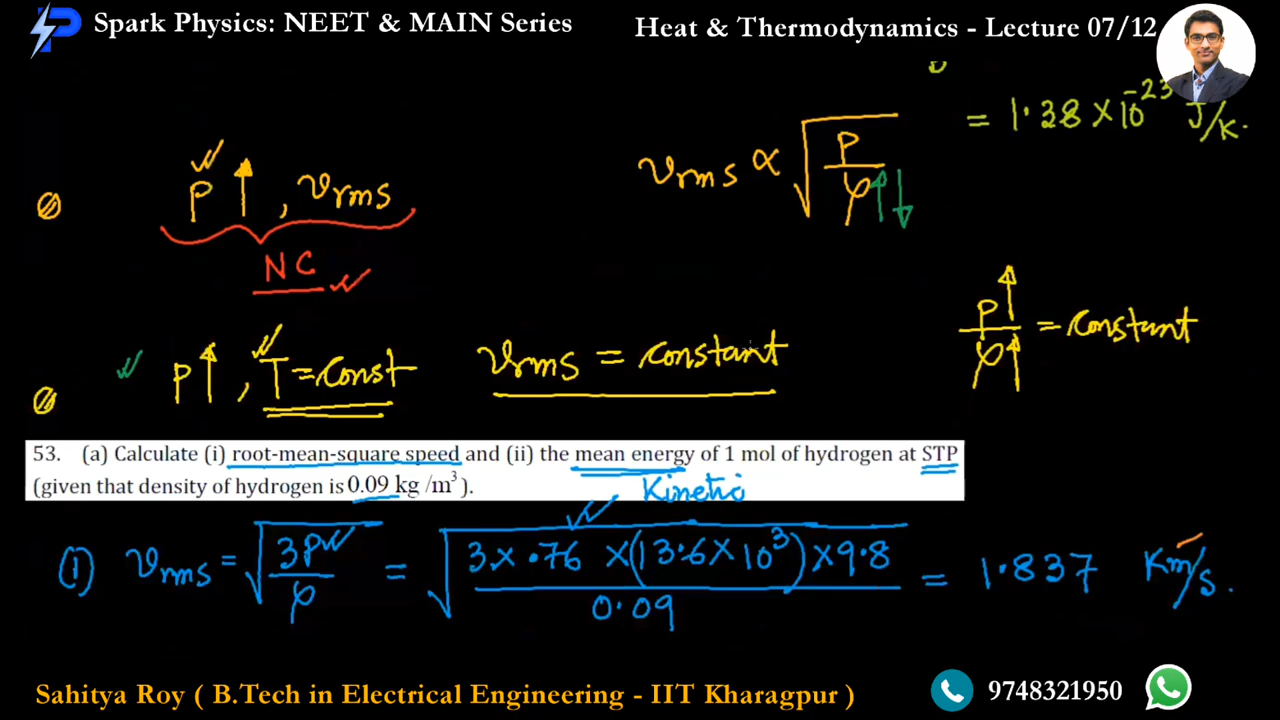 Spark Physics: NEET & MAIN Series
Heat & Thermodynamics - Lecture 07/12
= 1.38 × 10⁻²³ J/K.
P ↑ , vrms
NC
vrms ∝ √(P/ρ) ↑↓
P↑ , T = Const
vrms = constant
P↑/ρ↑ = constant
53. (a) Calculate (i) root-mean-square speed and (ii) the mean energy of 1 mol of hydrogen at STP
(given that density of hydrogen is 0.09 kg /m³).
Kinetic
(i) vrms = √(3P/ρ) = √(3 × .76 × (13.6 × 10³) × 9.8 / 0.09) = 1.837 Km/s.
Sahitya Roy ( B.Tech in Electrical Engineering - IIT Kharagpur )
9748321950